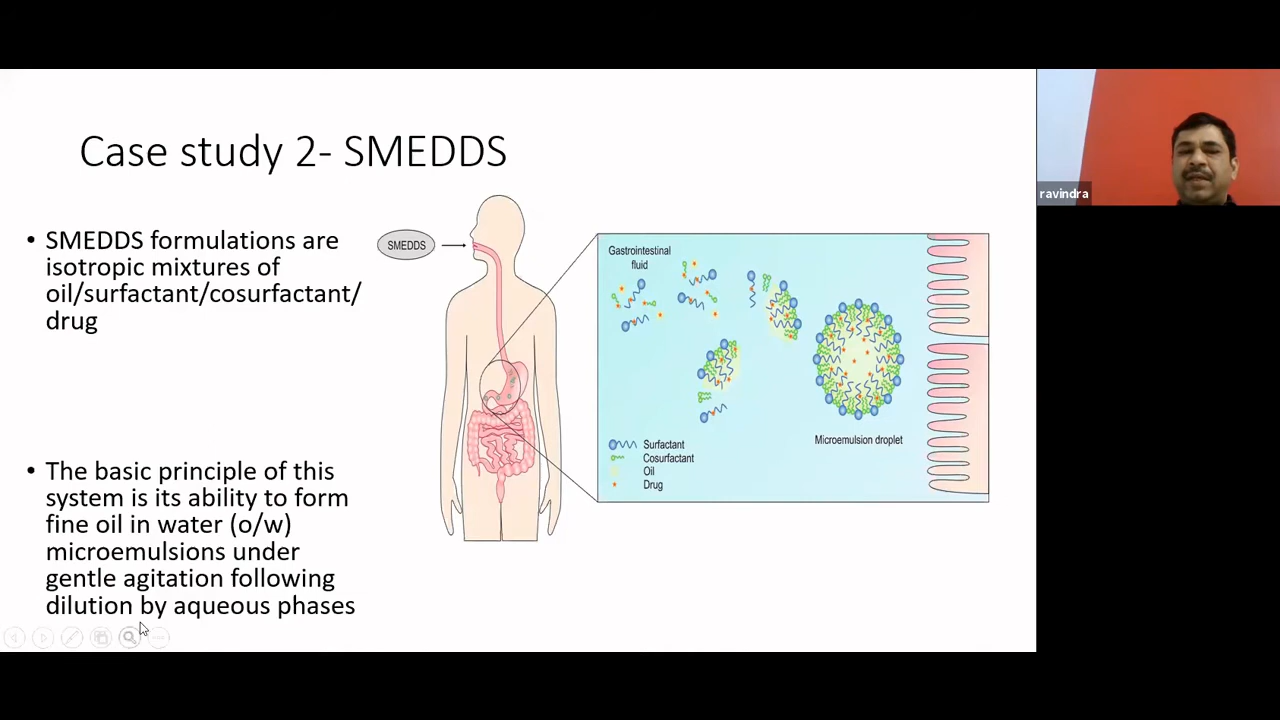 Case study 2- SMEDDS
• SMEDDS formulations are
isotropic mixtures of
oil/surfactant/cosurfactant/
drug
• The basic principle of this
system is its ability to form
fine oil in water (o/w)
microemulsions under
gentle agitation following
dilution by aqueous phases
SMEDDS
Gastrointestinal
fluid
Microemulsion droplet
Surfactant
Cosurfactant
Oil
Drug
ravindra